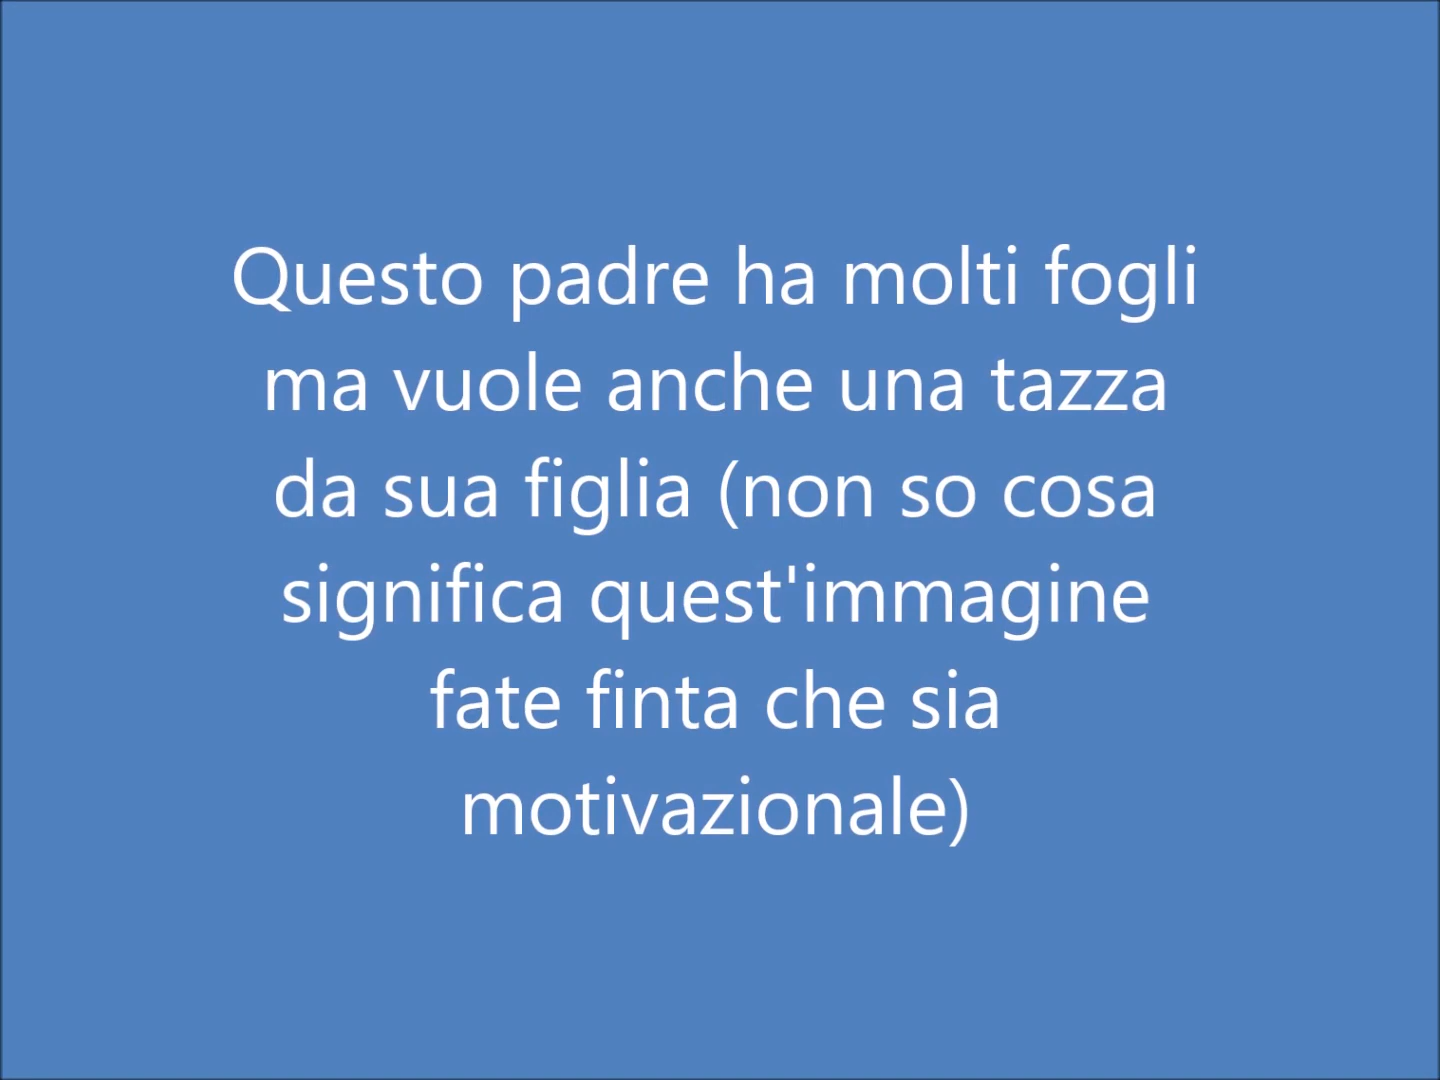 Questo padre ha molti fogli
ma vuole anche una tazza
da sua figlia (non so cosa
significa quest'immagine
fate finta che sia
motivazionale)